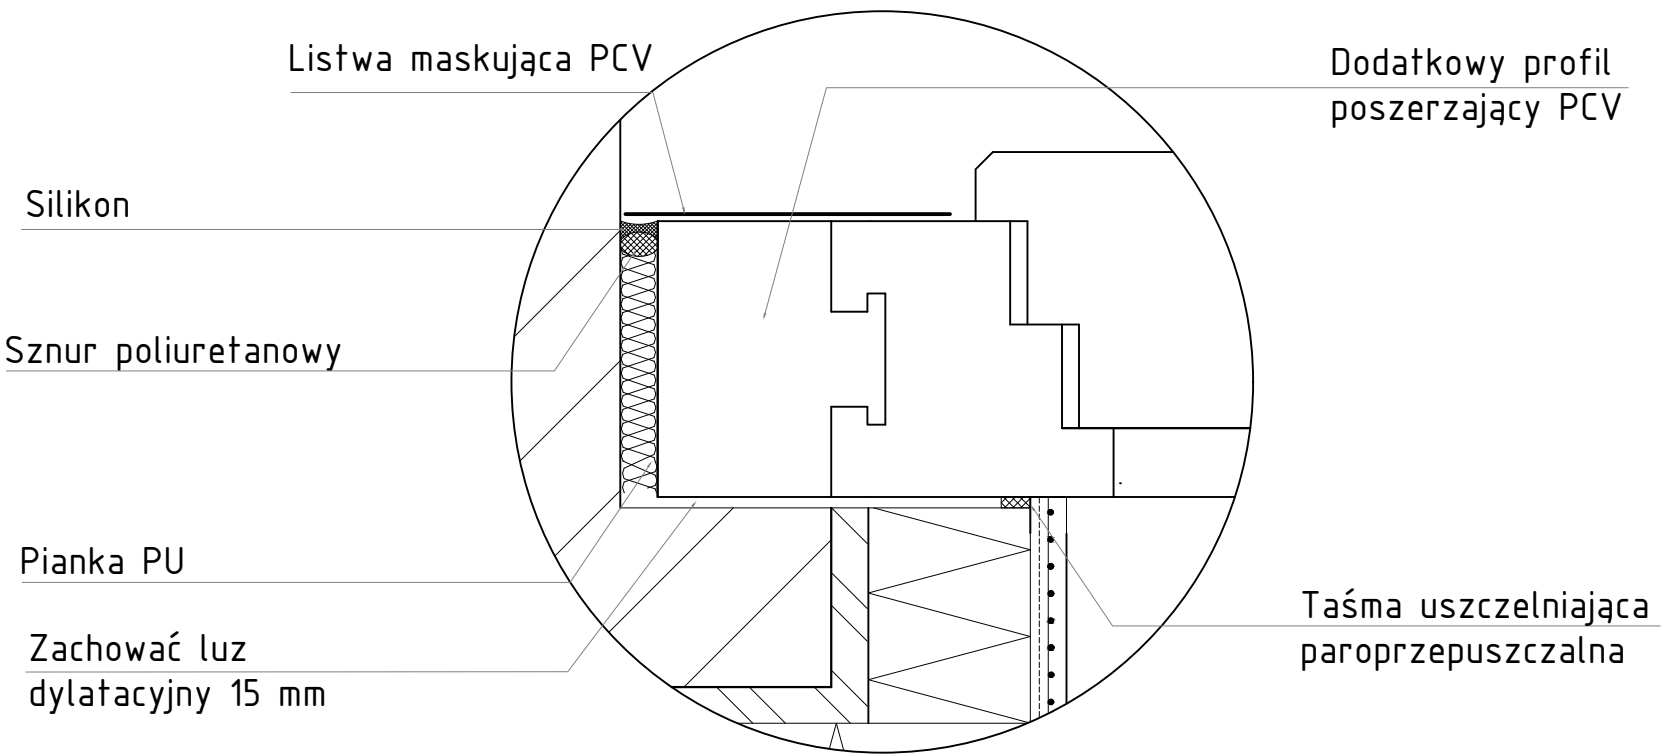 Listwa maskująca PCV
Dodatkowy profil
poszerzający PCV
Silikon
Sznur poliuretanowy
Pianka PU
Zachować luz
dylatacyjny 15 mm
Taśma uszczelniająca
paroprzepuszczalna